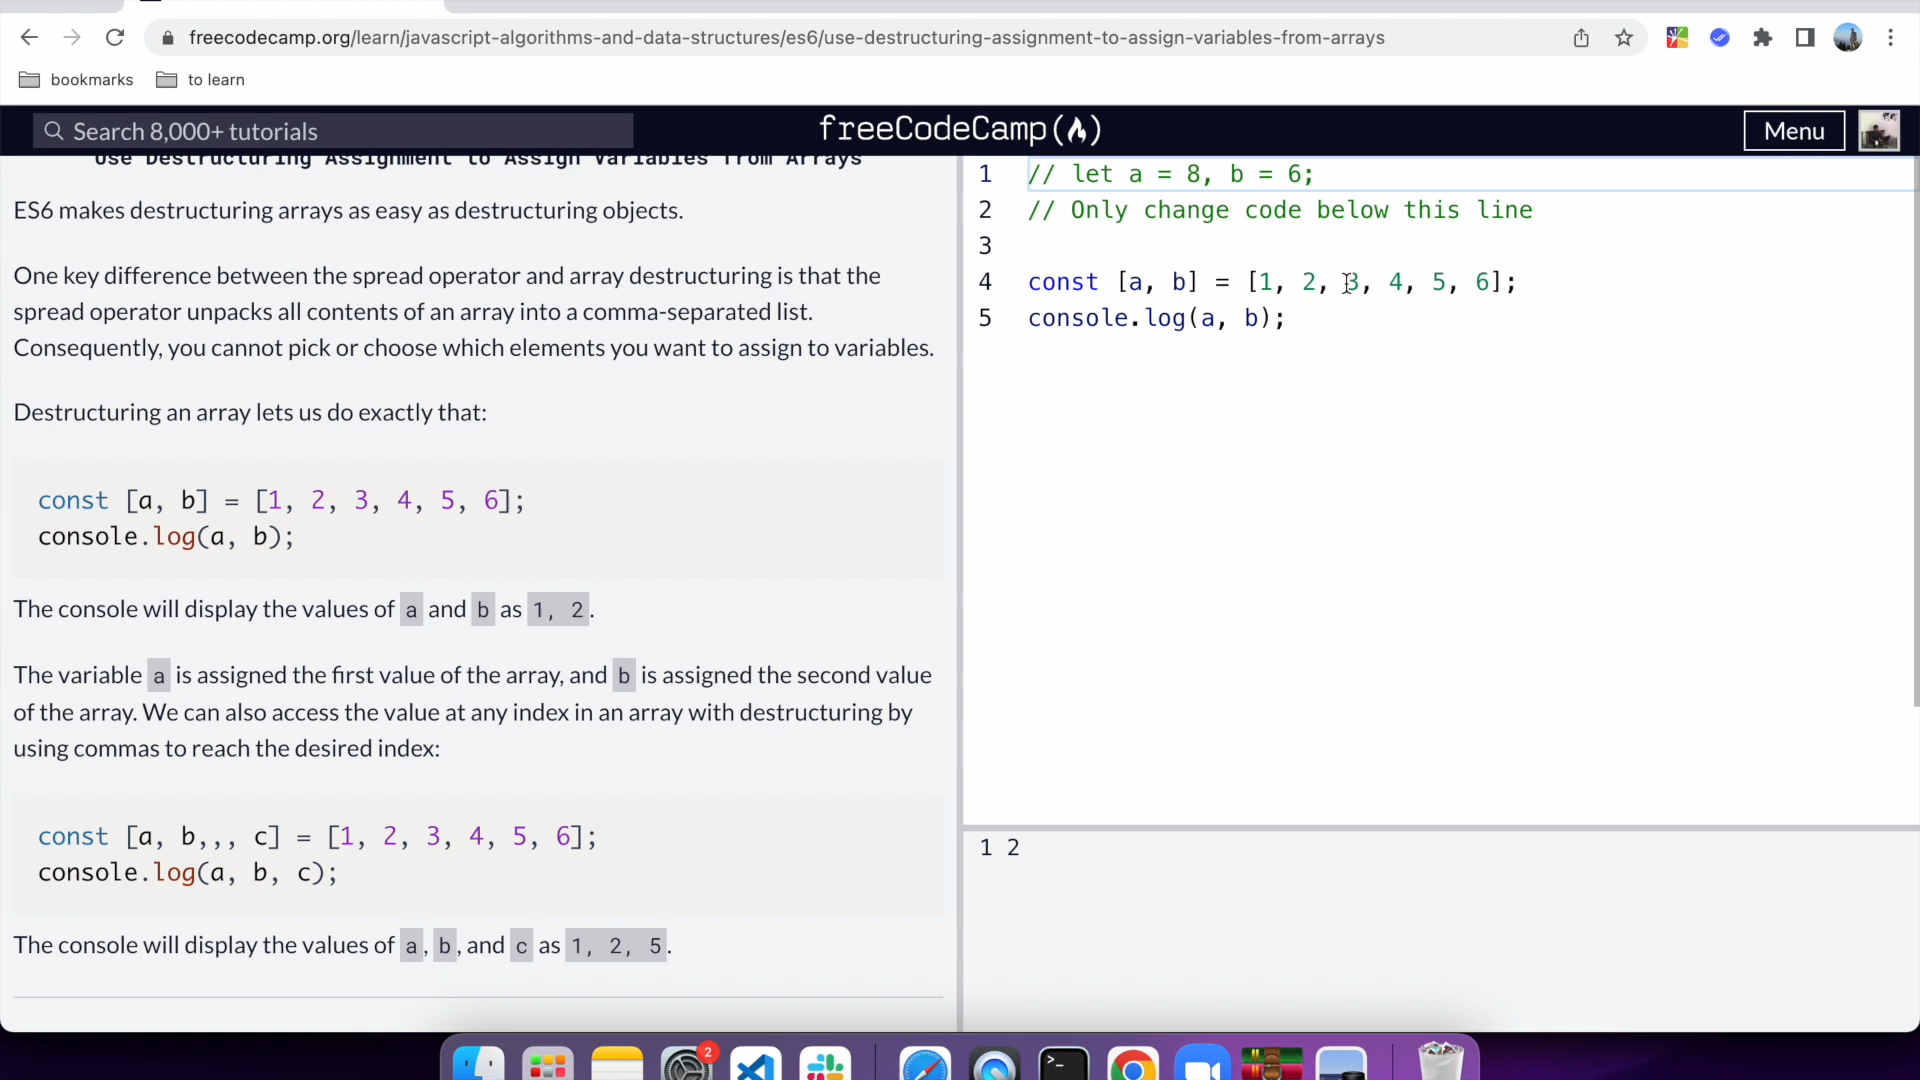 freecodecamp.org/learn/javascript-algorithms-and-data-structures/es6/use-destructuring-assignment-to-assign-variables-from-arrays
bookmarks
to learn
Search 8,000+ tutorials
freeCodeCamp(
)
Menu
Use Destructuring Assignment to Assign Variables from Arrays
ES6 makes destructuring arrays as easy as destructuring objects.
One key difference between the spread operator and array destructuring is that the
spread operator unpacks all contents of an array into a comma-separated list.
Consequently, you cannot pick or choose which elements you want to assign to variables.
Destructuring an array lets us do exactly that:
const [a, b] = [1, 2, 3, 4, 5, 6];
console.log(a, b);
The console will display the values of a and b as 1, 2.
The variable a is assigned the first value of the array, and b is assigned the second value
of the array. We can also access the value at any index in an array with destructuring by
using commas to reach the desired index:
const [a, b,,, c] = [1, 2, 3, 4, 5, 6];
console.log(a, b, c);
The console will display the values of a, b, and c as 1, 2, 5.
1 // let a = 8, b = 6;
2 // Only change code below this line
3
4 const [a, b] = [1, 2, 3, 4, 5, 6];
5 console.log(a, b);
1 2
2
>_